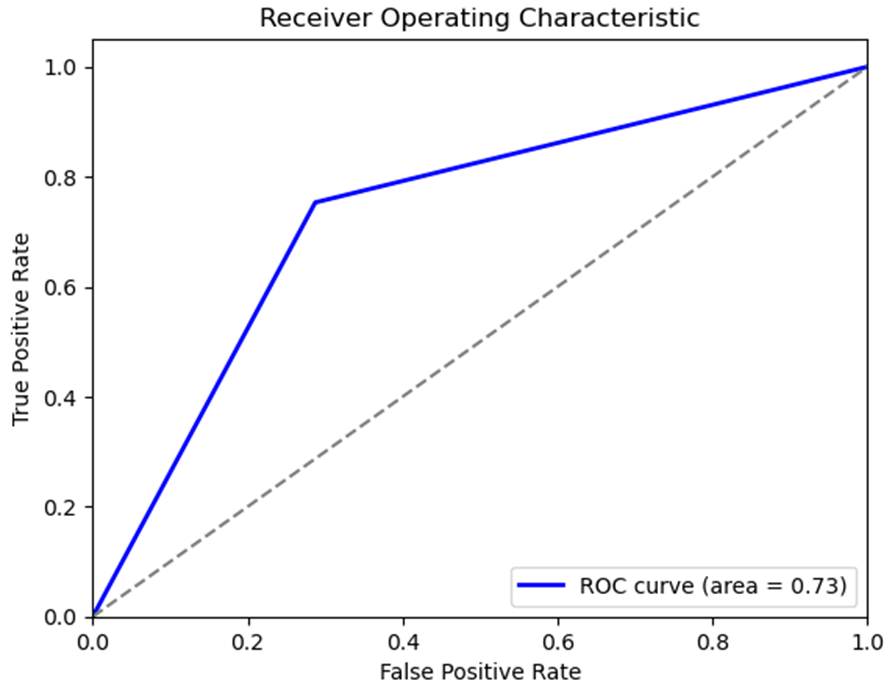 Receiver Operating Characteristic
True Positive Rate
1.0
0.8
0.6
0.4
0.2
0.0
ROC curve (area = 0.73)
0.0 0.2 0.4 0.6 0.8 1.0
False Positive Rate